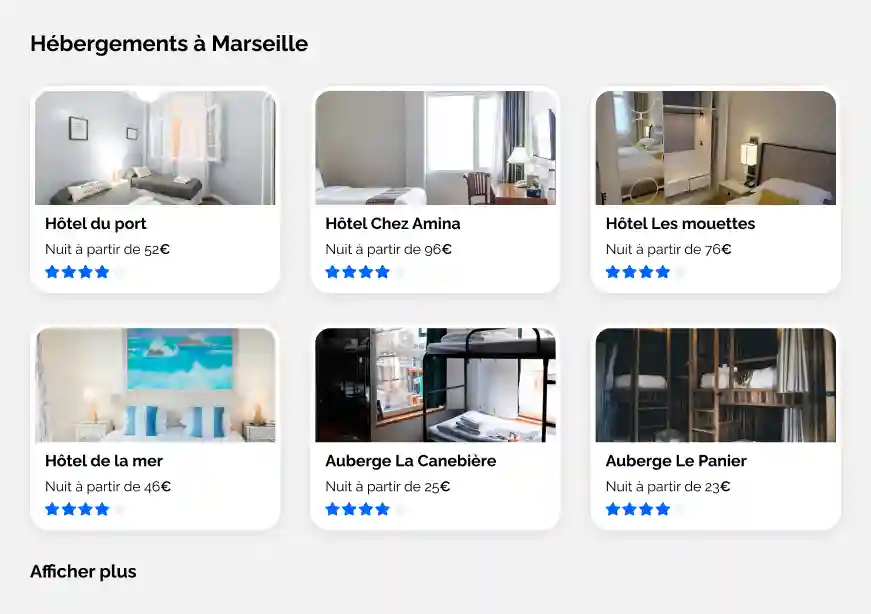 Hébergements à Marseille
Hôtel du port
Nuit à partir de 52€
Hôtel Chez Amina
Nuit à partir de 96€
Hôtel Les mouettes
Nuit à partir de 76€
Hôtel de la mer
Nuit à partir de 46€
Auberge La Canebière
Nuit à partir de 25€
Auberge Le Panier
Nuit à partir de 23€
Afficher plus